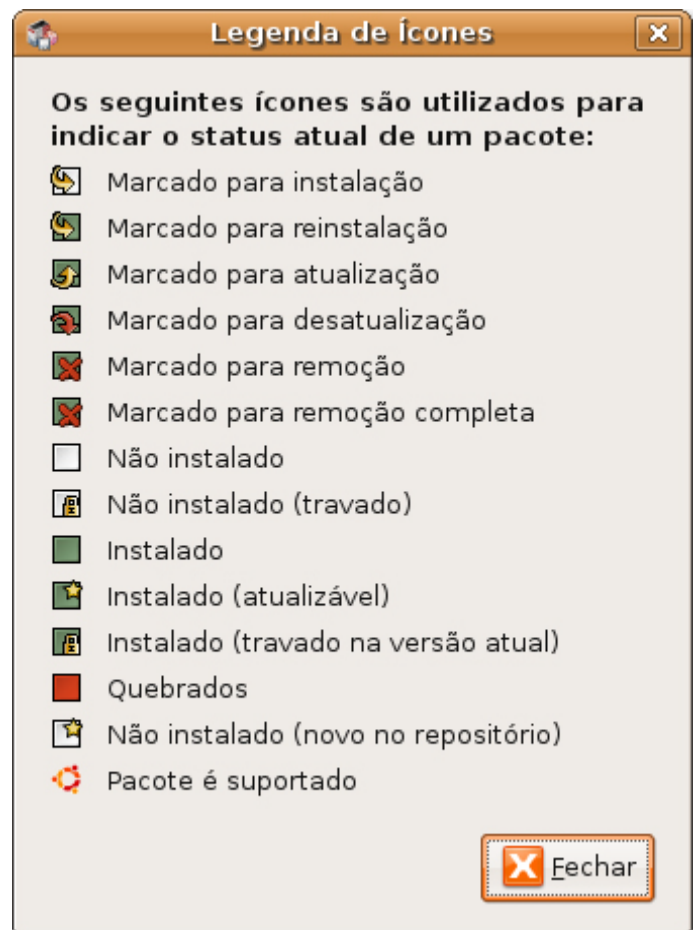 Legenda de Ícones
Os seguintes ícones são utilizados para
indicar o status atual de um pacote:
Marcado para instalação
Marcado para reinstalação
Marcado para atualização
Marcado para desatualização
Marcado para remoção
Marcado para remoção completa
Não instalado
Não instalado (travado)
Instalado
Instalado (atualizável)
Instalado (travado na versão atual)
Quebrados
Não instalado (novo no repositório)
Pacote é suportado
Fechar